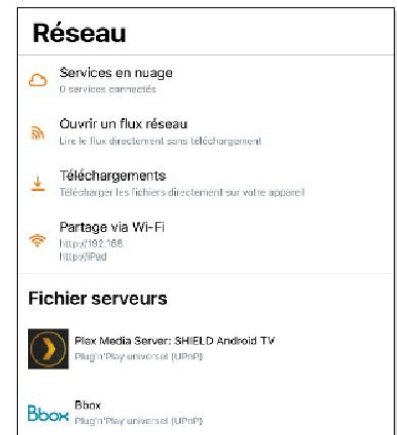 Réseau
Services en nuage
0 services connectés
Ouvrir un flux réseau
Lire le flux directement sans téléchargement
Téléchargements
Télécharger les fichiers directement sur votre appareil
Partage via Wi-Fi
http://192.168
http://iPad
Fichier serveurs
Plex Media Server: SHIELD Android TV
Plug'n'Play universel (UPnP)
Bbox
Bbox
Plug'n'Play universel (UPnP)